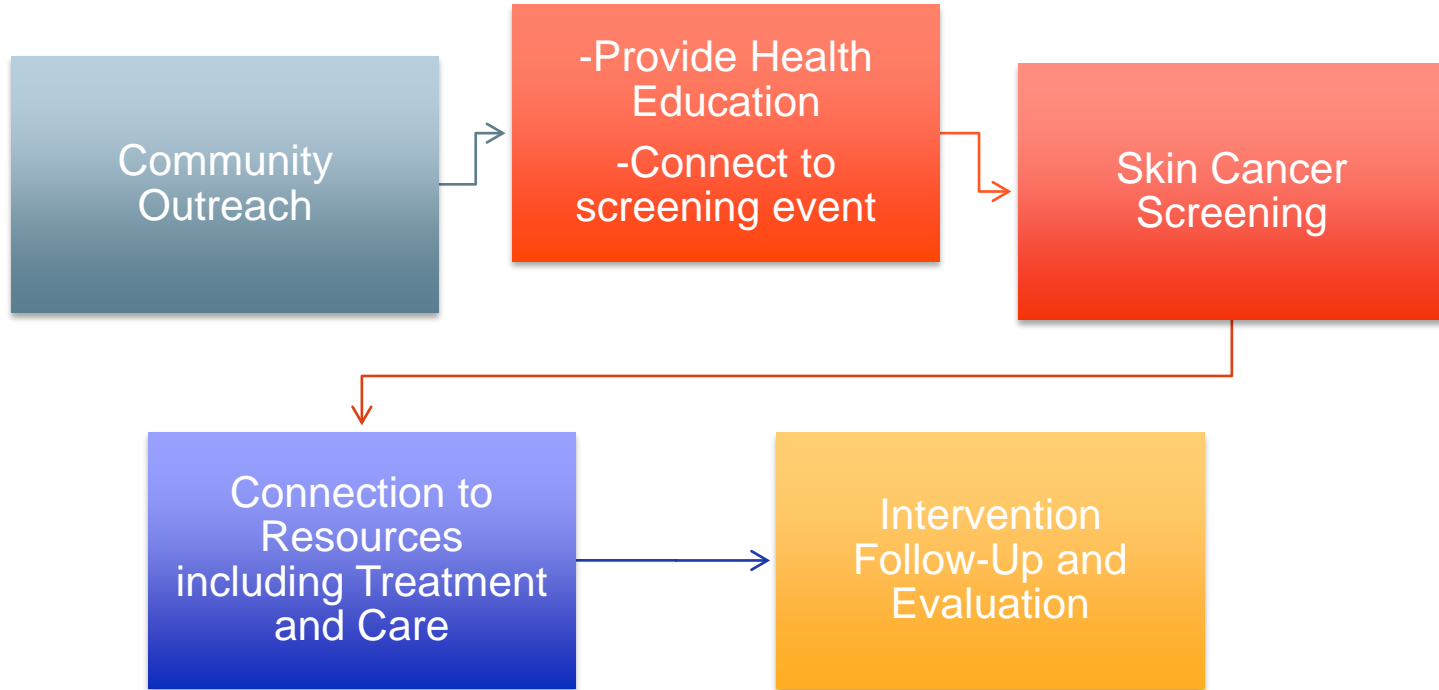 Community
Outreach
-Provide Health
Education
-Connect to
screening event
Skin Cancer
Screening
Connection to
Resources
including Treatment
and Care
Intervention
Follow-Up and
Evaluation